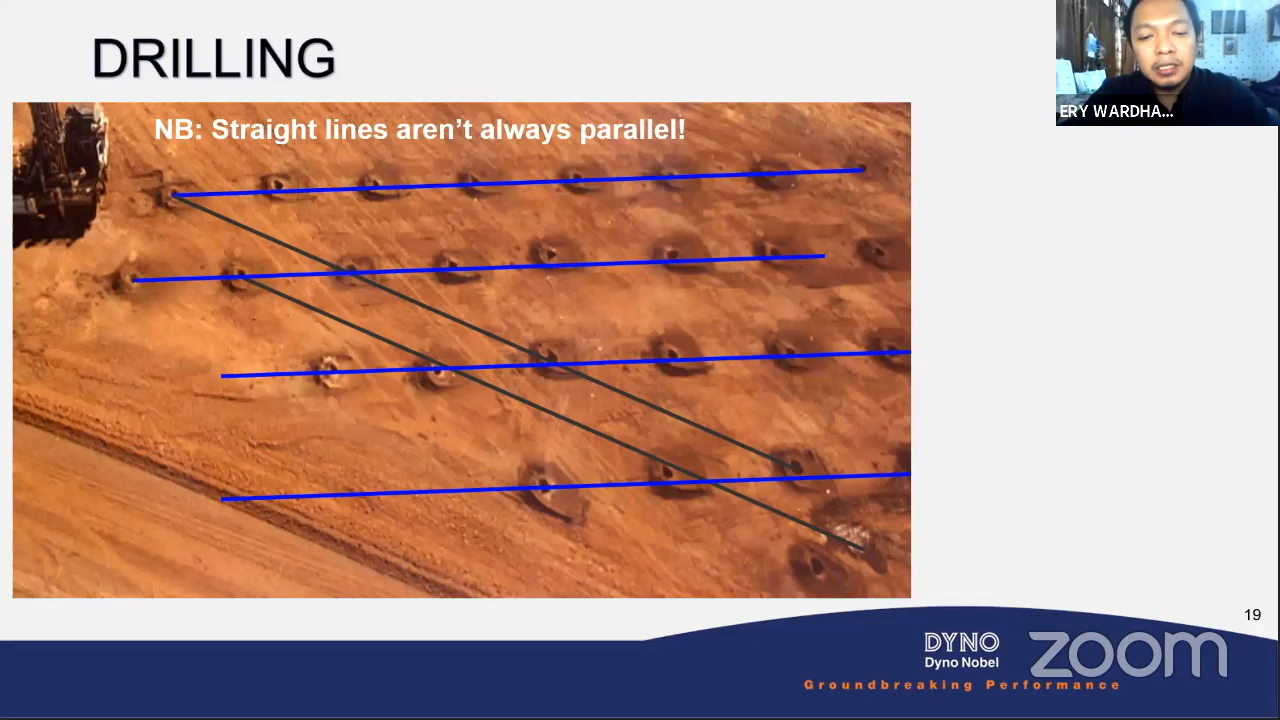 DRILLING
NB: Straight lines aren't always parallel!
ERY WARDHA...
19
DYNO
Dyno Nobel
zoom
Groundbreaking Performance